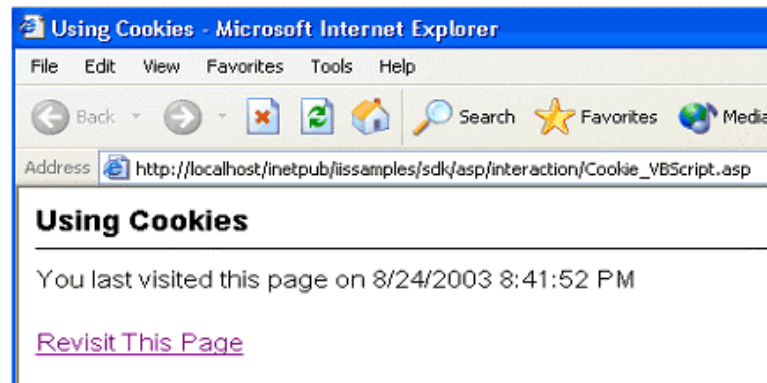 Using Cookies - Microsoft Internet Explorer
File Edit View Favorites Tools Help
Back Search Favorites Media
Address http://localhost/inetpub/iissamples/sdk/asp/interaction/Cookie_VBScript.asp
Using Cookies
You last visited this page on 8/24/2003 8:41:52 PM
Revisit This Page